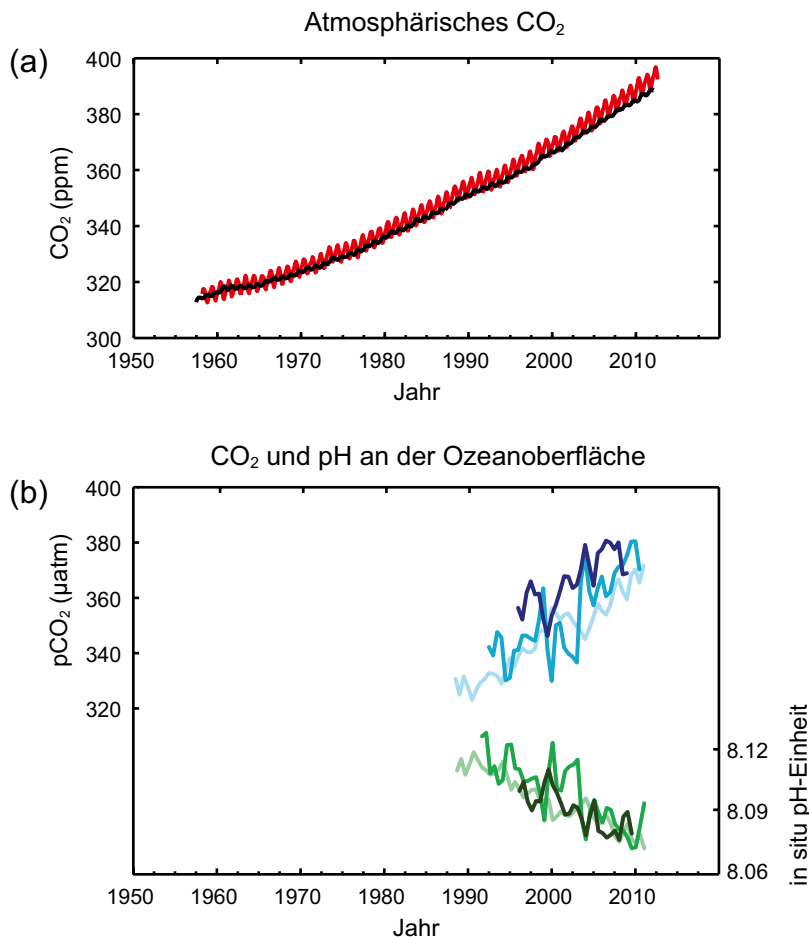 Atmosphärisches CO₂
(a)
CO₂ (ppm)
400
380
360
340
320
300
1950 1960 1970 1980 1990 2000 2010
Jahr
CO₂ und pH an der Ozeanoberfläche
(b)
pCO₂ (µatm)
400
380
360
340
320
in situ pH-Einheit
8.12
8.09
8.06
1950 1960 1970 1980 1990 2000 2010
Jahr